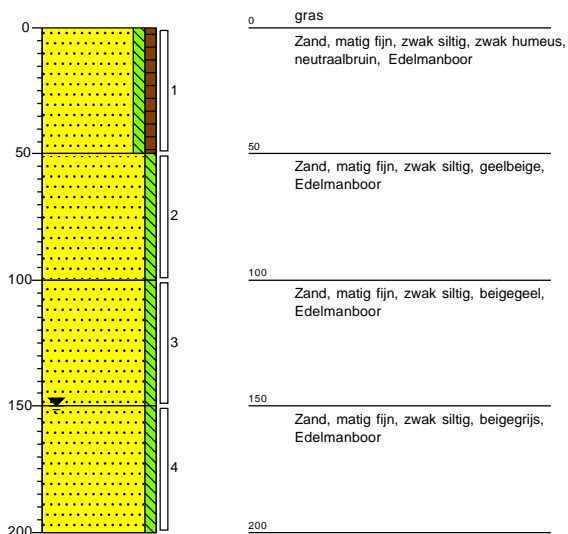 0
50
100
150
200
1
2
3
4
0
gras
Zand, matig fijn, zwak siltig, zwak humeus,
neutraalbruin, Edelmanboor
50
Zand, matig fijn, zwak siltig, geelbeige,
Edelmanboor
100
Zand, matig fijn, zwak siltig, beigegeel,
Edelmanboor
150
Zand, matig fijn, zwak siltig, beigegrijs,
Edelmanboor
200